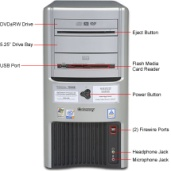 DVD±RW Drive
Eject Button
5.25" Drive Bay
USB Port
Flash Media
Card Reader
Power Button
Gateway
(2) Firewire Ports
Headphone Jack
Microphone Jack